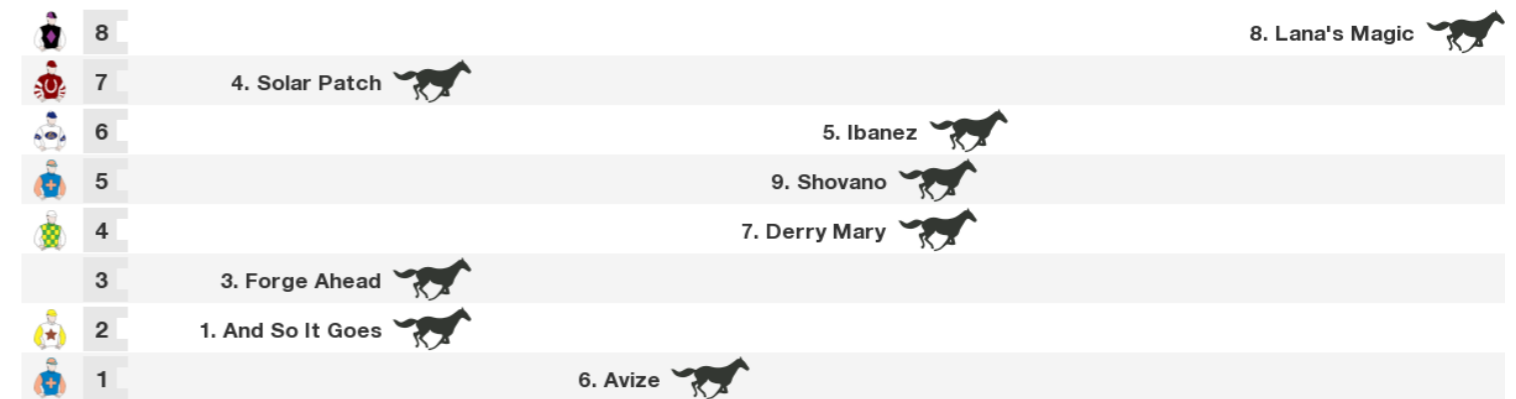 8 8. Lana's Magic
7 4. Solar Patch
6 5. Ibanez
5 9. Shovano
4 7. Derry Mary
3 3. Forge Ahead
2 1. And So It Goes
1 6. Avize